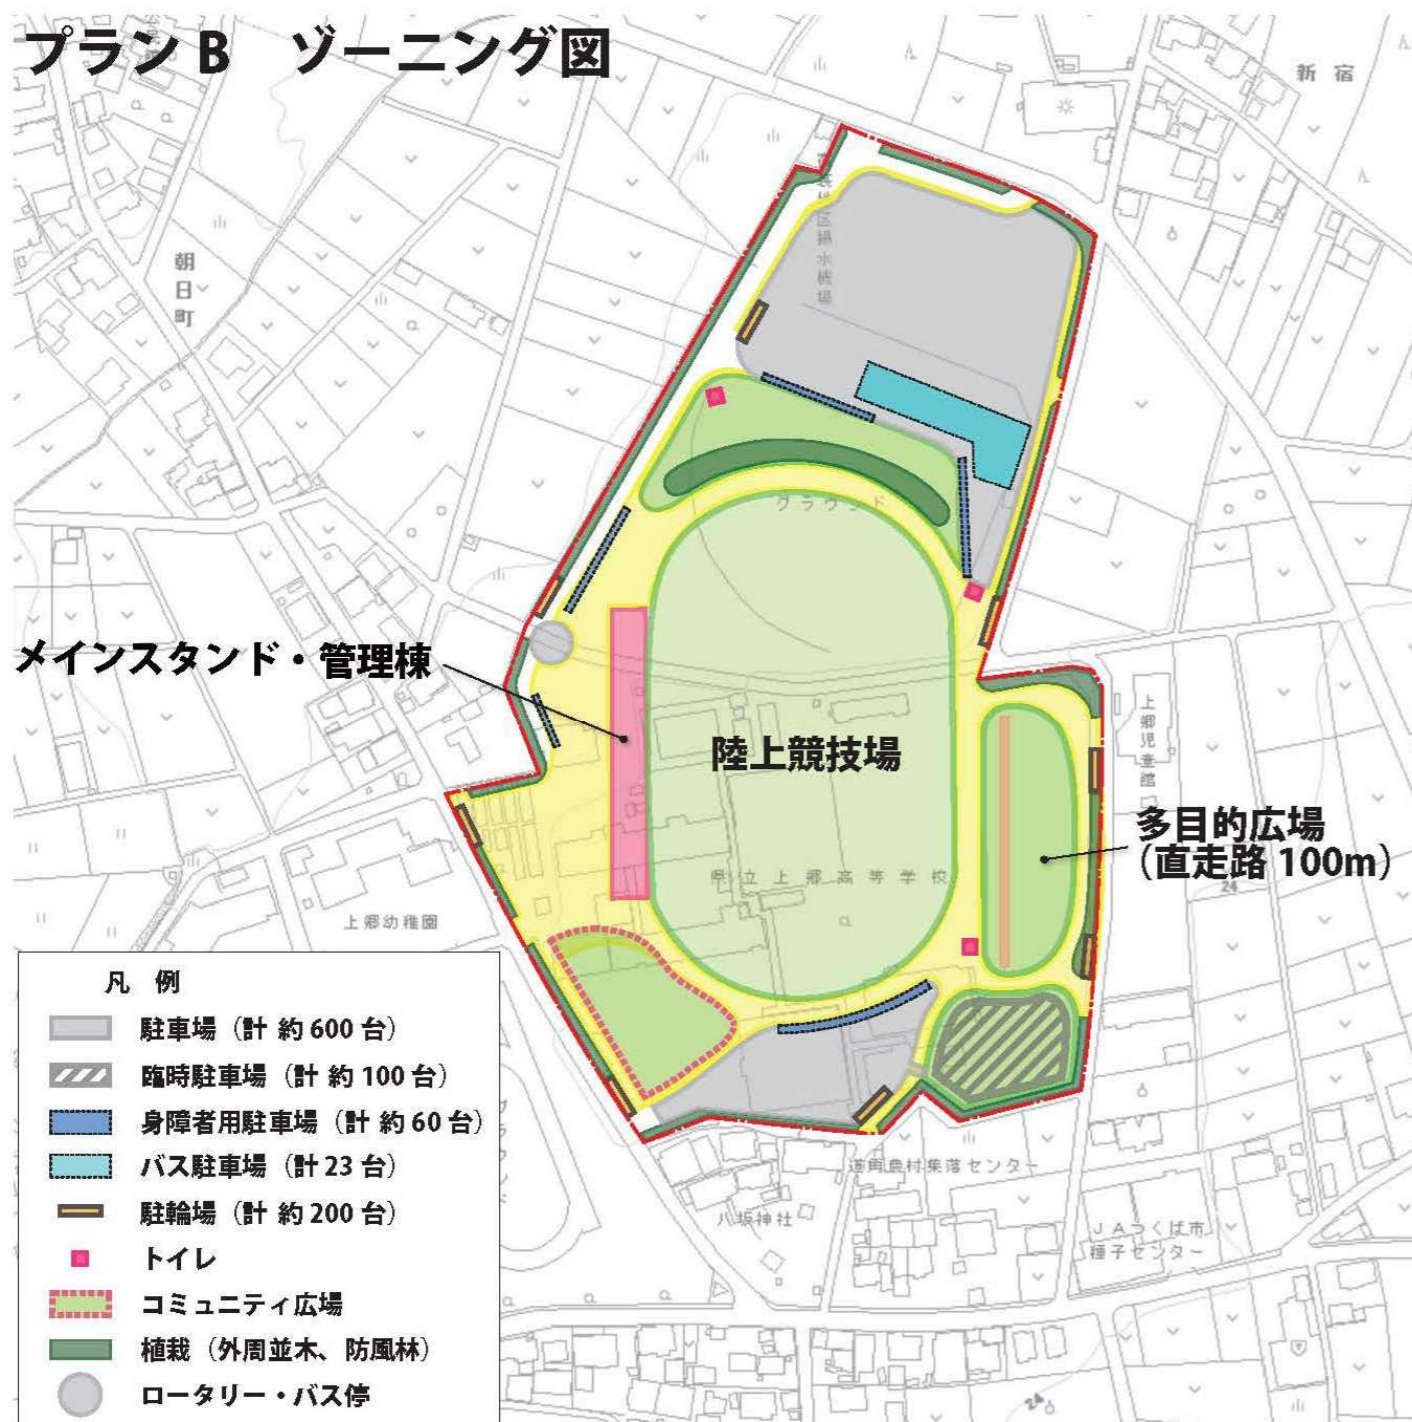 プラン B　ゾーニング図
新 宿
区揚水機場
朝日町
グラウンド
メインスタンド・管理棟
陸上競技場
上郷児童館
多目的広場
（直走路 100m）
県立上郷高等学校
24
上郷幼稚園
凡 例
駐車場（計 約 600 台）
臨時駐車場（計 約 100 台）
身障者用駐車場（計 約 60 台）
バス駐車場（計 23 台）
駐輪場（計 約 200 台）
トイレ
コミュニティ広場
植栽（外周並木、防風林）
ロータリー・バス停
道角農村集落センター
八坂神社
JAつくば市
種子センター
24